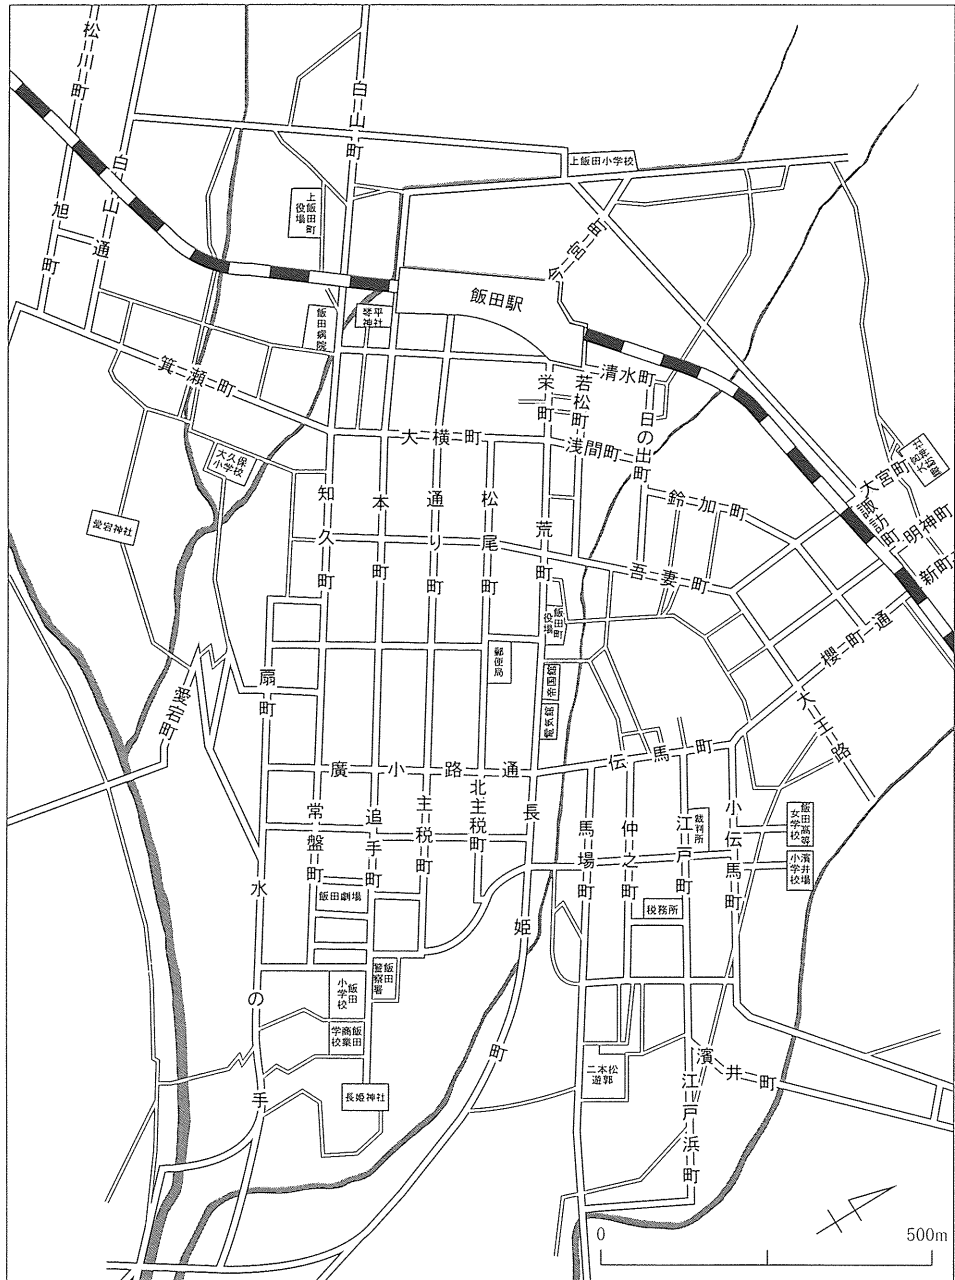 松川町
白山町
白山通
旭町
上飯田小学校
上飯田町役場
今宮町
飯田駅
琴平神社
飯田病院
箕瀬町
栄町
若松町
清水町
日の出町
大横町
浅間町
大久保小学校
大宮町
諏訪町
明神町
新町
愛宕神社
知久町
本町
通り町
松尾町
荒町
鈴加町
吾妻町
飯田町役場
櫻町通
郵便局
帝国館
電気館
扇町
愛宕町
大王路
廣小路通
伝馬町
常盤町
追手町
主税町
北主税町
長姫町
馬場町
仲之町
江戸町
裁判所
小伝馬町
飯田高等女学校
濱井場小学校
飯田劇場
税務所
水の手
飯田小学校
飯田警察署
飯田商業学校
長姫神社
二本松遊郭
濱井町
江戸浜町
0
500m